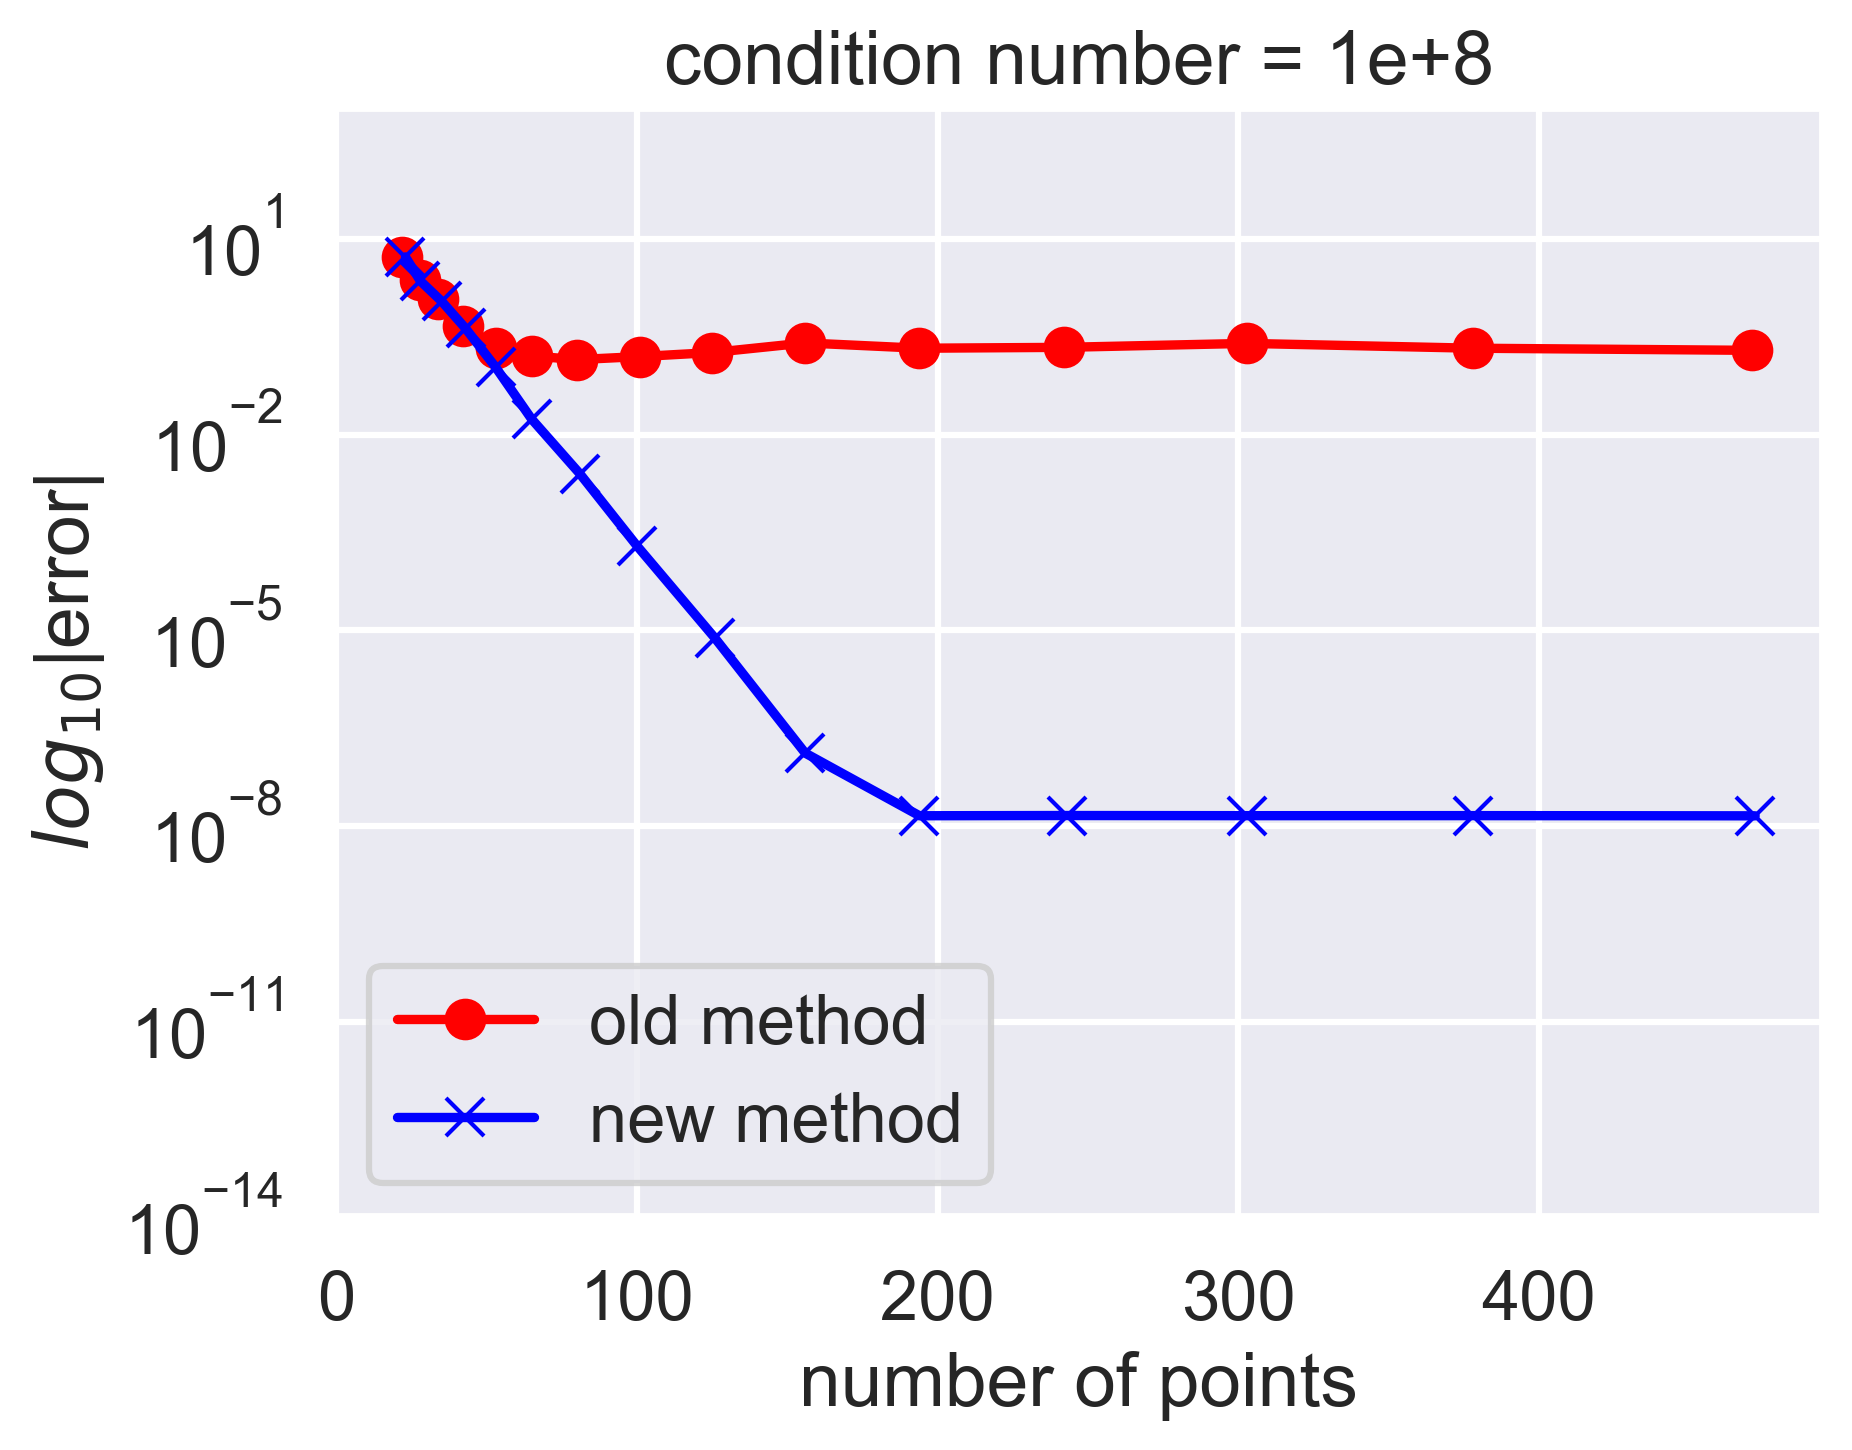 condition number = 1e+8
10^1
10^−2
10^−5
10^−8
10^−11
10^−14
log_10|error|
old method
new method
0 100 200 300 400
number of points